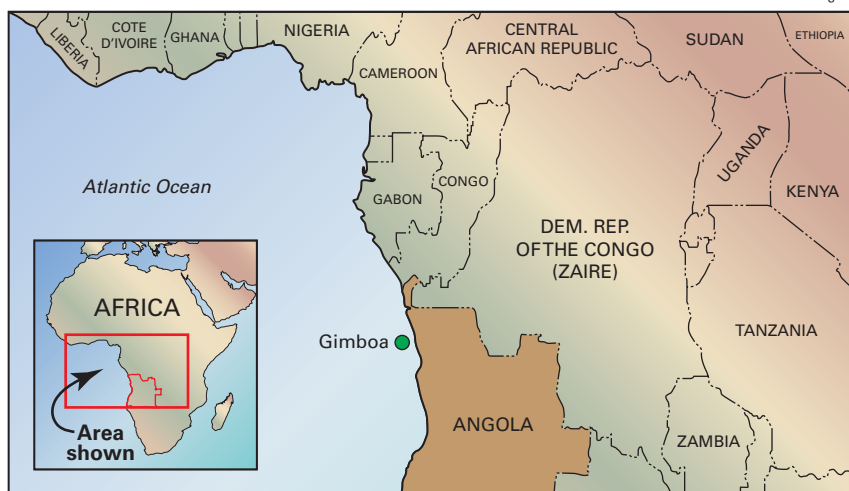 LIBERIA
COTE
D'IVOIRE
GHANA
NIGERIA
CENTRAL
AFRICAN REPUBLIC
SUDAN
ETHIOPIA
CAMEROON
UGANDA
KENYA
GABON
CONGO
Atlantic Ocean
DEM. REP.
OF THE CONGO
(ZAIRE)
TANZANIA
AFRICA
Gimboa
Area
shown
ANGOLA
ZAMBIA